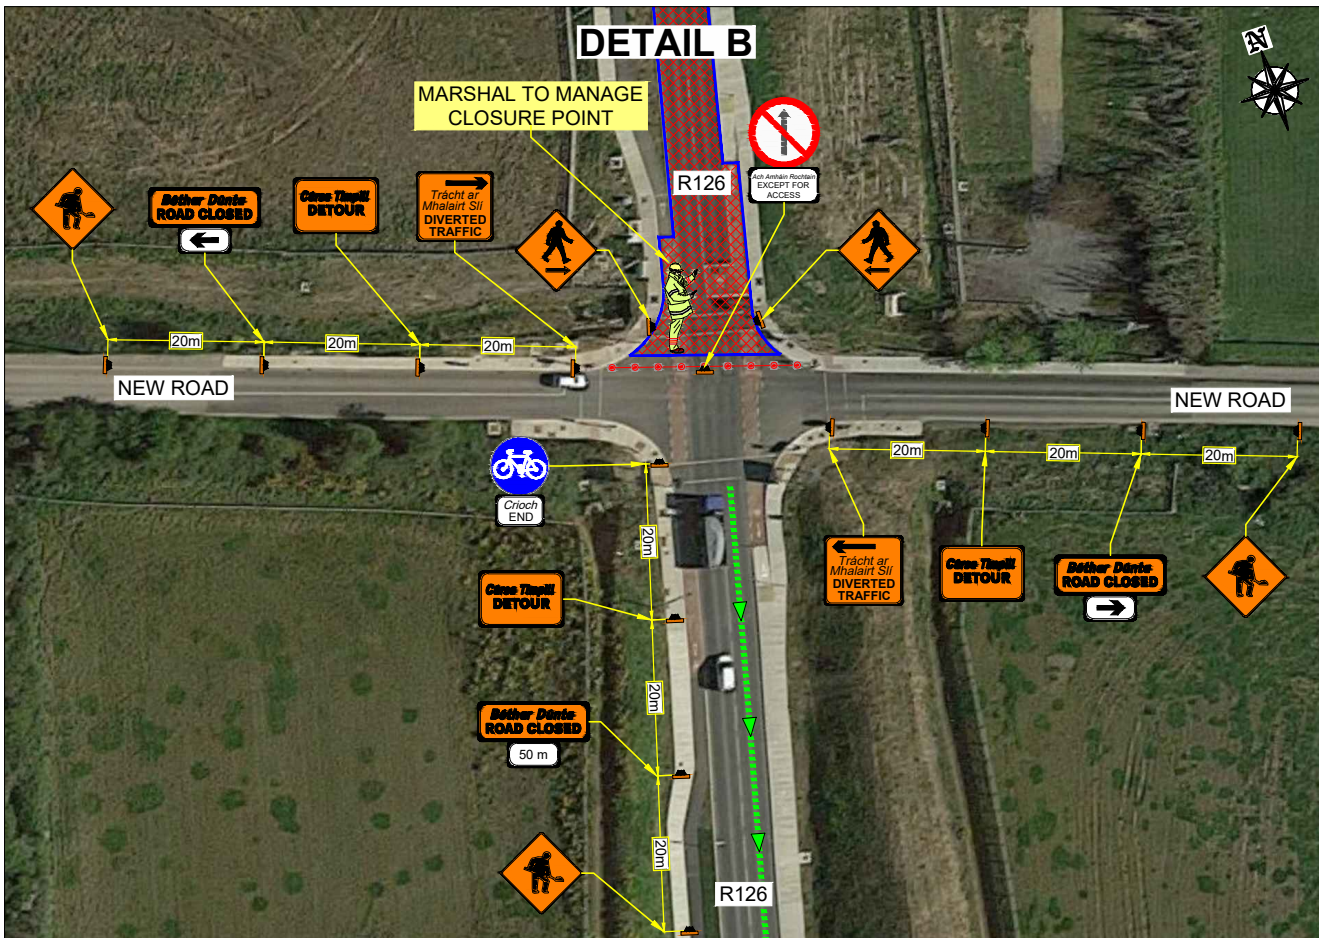 DETAIL B
N
MARSHAL TO MANAGE
CLOSURE POINT
R126
Ach Amháin Rochtain
EXCEPT FOR
ACCESS
Bóthar Dúnta
ROAD CLOSED
Cúrsa Timpill
DETOUR
Trácht ar
Mhalairt Slí
DIVERTED
TRAFFIC
20m
20m
20m
NEW ROAD
NEW ROAD
Críoch
END
20m
20m
20m
20m
Trácht ar
Mhalairt Slí
DIVERTED
TRAFFIC
Cúrsa Timpill
DETOUR
Bóthar Dúnta
ROAD CLOSED
Cúrsa Timpill
DETOUR
20m
Bóthar Dúnta
ROAD CLOSED
50 m
20m
R126